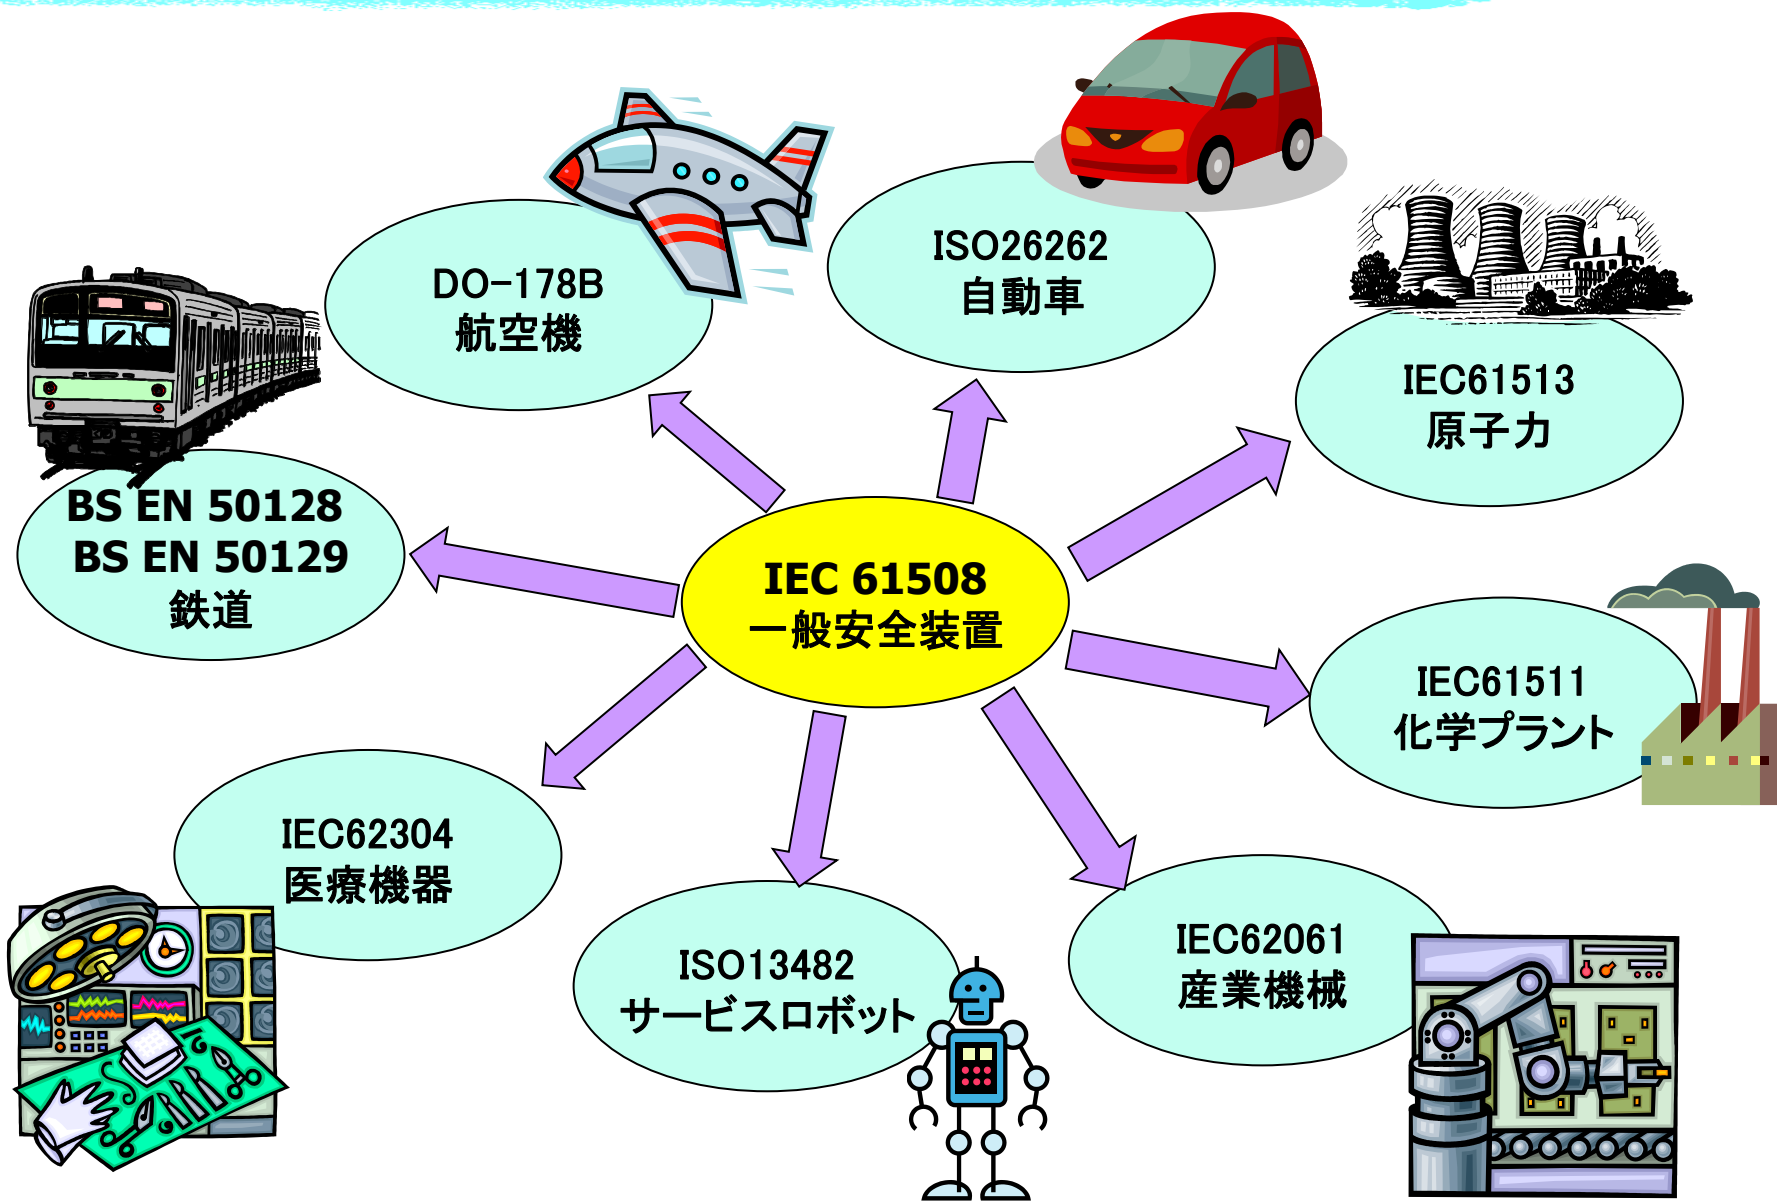 ISO26262
自動車
DO-178B
航空機
IEC61513
原子力
BS EN 50128
BS EN 50129
鉄道
IEC 61508
一般安全装置
IEC61511
化学プラント
IEC62304
医療機器
ISO13482
サービスロボット
IEC62061
産業機械